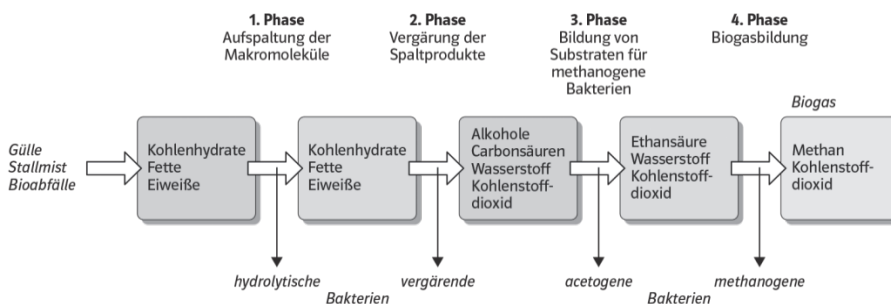 1. Phase
Aufspaltung der
Makromoleküle
2. Phase
Vergärung der
Spaltprodukte
3. Phase
Bildung von
Substraten für
methanogene
Bakterien
4. Phase
Biogasbildung
Biogas
Gülle
Stallmist
Bioabfälle
Kohlenhydrate
Fette
Eiweiße
Kohlenhydrate
Fette
Eiweiße
Alkohole
Carbonsäuren
Wasserstoff
Kohlenstoff-
dioxid
Ethansäure
Wasserstoff
Kohlenstoff-
dioxid
Methan
Kohlenstoff-
dioxid
hydrolytische
vergärende
Bakterien
acetogene
methanogene
Bakterien